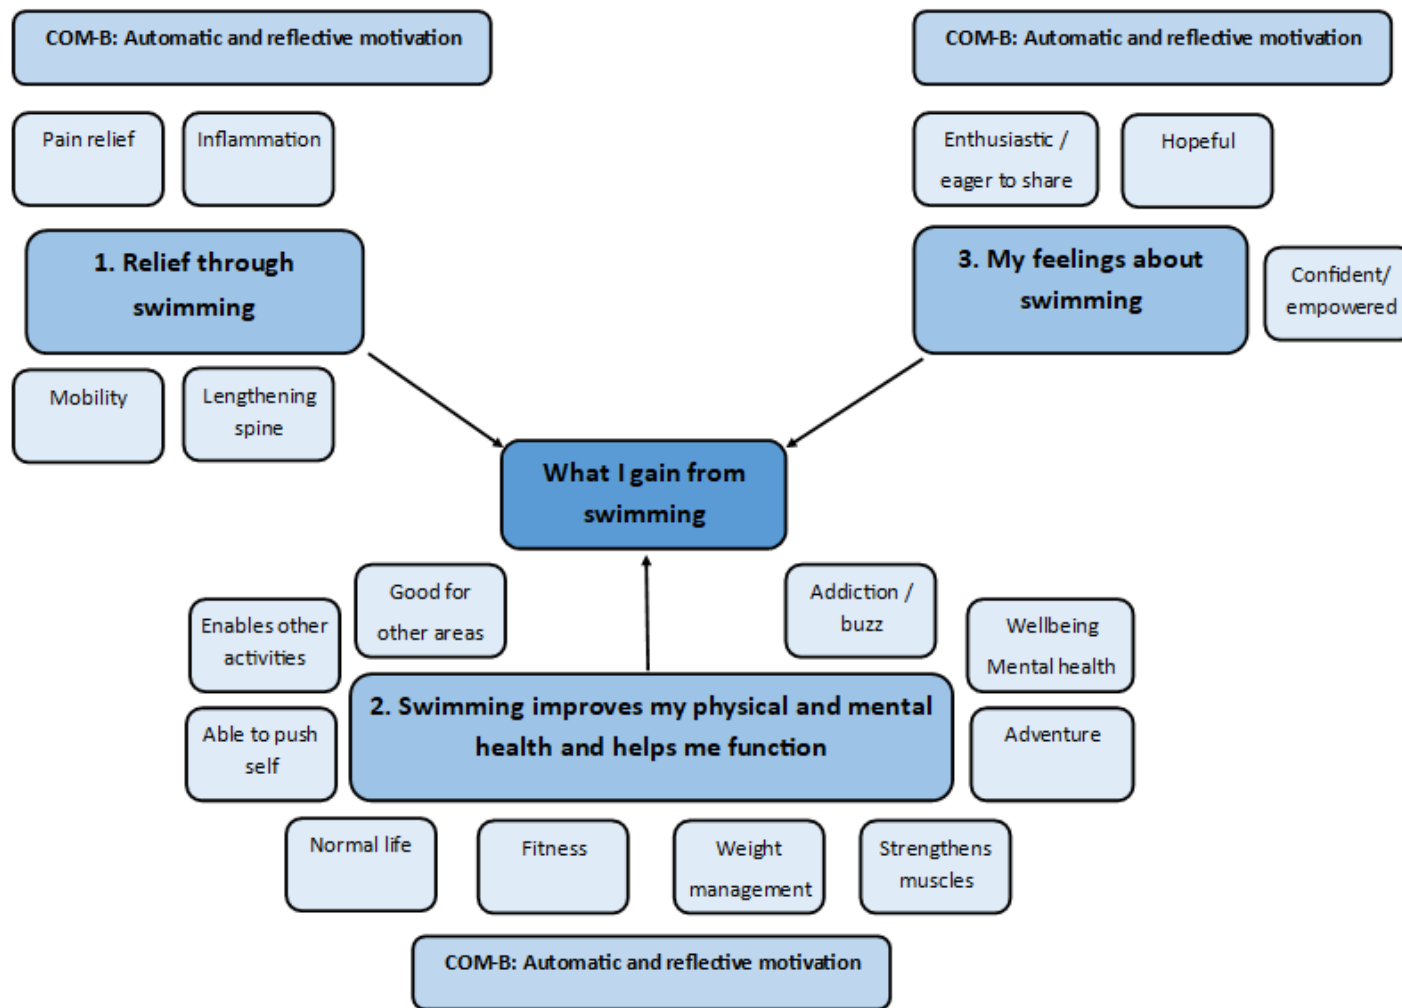 COM-B: Automatic and reflective motivation
Pain relief
Inflammation
1. Relief through
swimming
Mobility
Lengthening
spine
COM-B: Automatic and reflective motivation
Enthusiastic /
eager to share
Hopeful
3. My feelings about
swimming
Confident/
empowered
What I gain from
swimming
Good for
other areas
Addiction /
buzz
Enables other
activities
Wellbeing
Mental health
2. Swimming improves my physical and mental
health and helps me function
Able to push
self
Adventure
Normal life
Fitness
Weight
management
Strengthens
muscles
COM-B: Automatic and reflective motivation